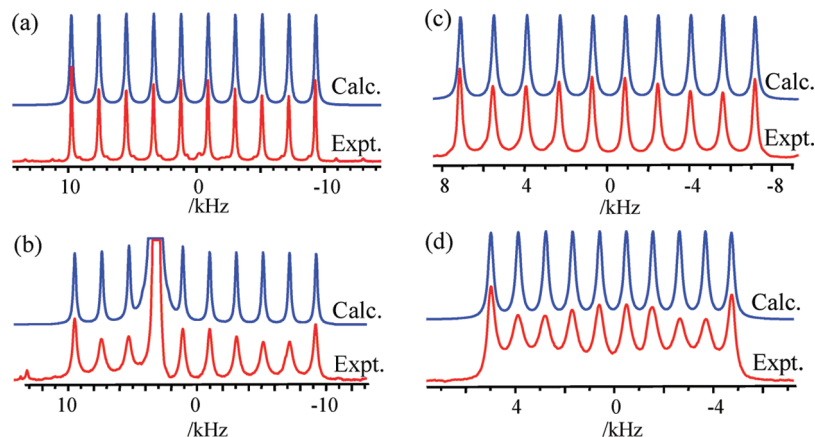 (a)
Calc.
Expt.
10 0 -10
/kHz
(b)
Calc.
Expt.
10 0 -10
/kHz
(c)
Calc.
Expt.
8 4 0 -4 -8
/kHz
(d)
Calc.
Expt.
4 0 -4
/kHz